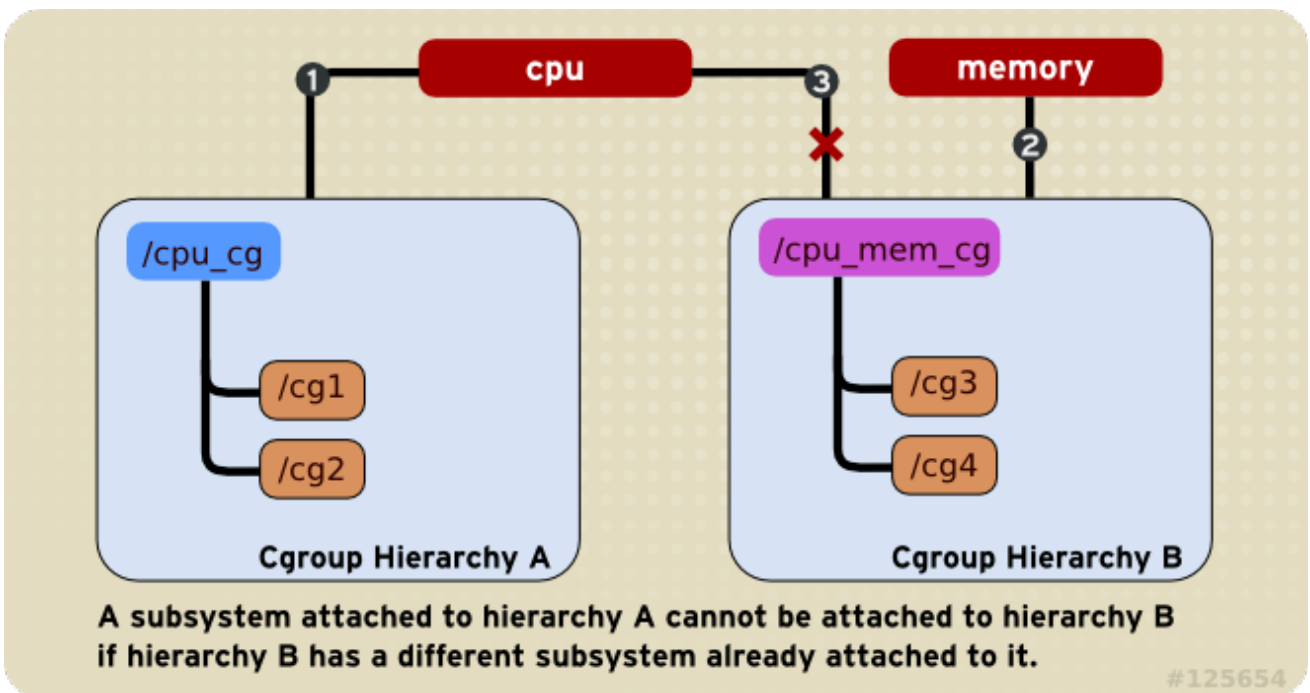 1
cpu
3
memory
2
/cpu_cg
/cpu_mem_cg
/cg1
/cg3
/cg2
/cg4
Cgroup Hierarchy A
Cgroup Hierarchy B
A subsystem attached to hierarchy A cannot be attached to hierarchy B
if hierarchy B has a different subsystem already attached to it.
#125654